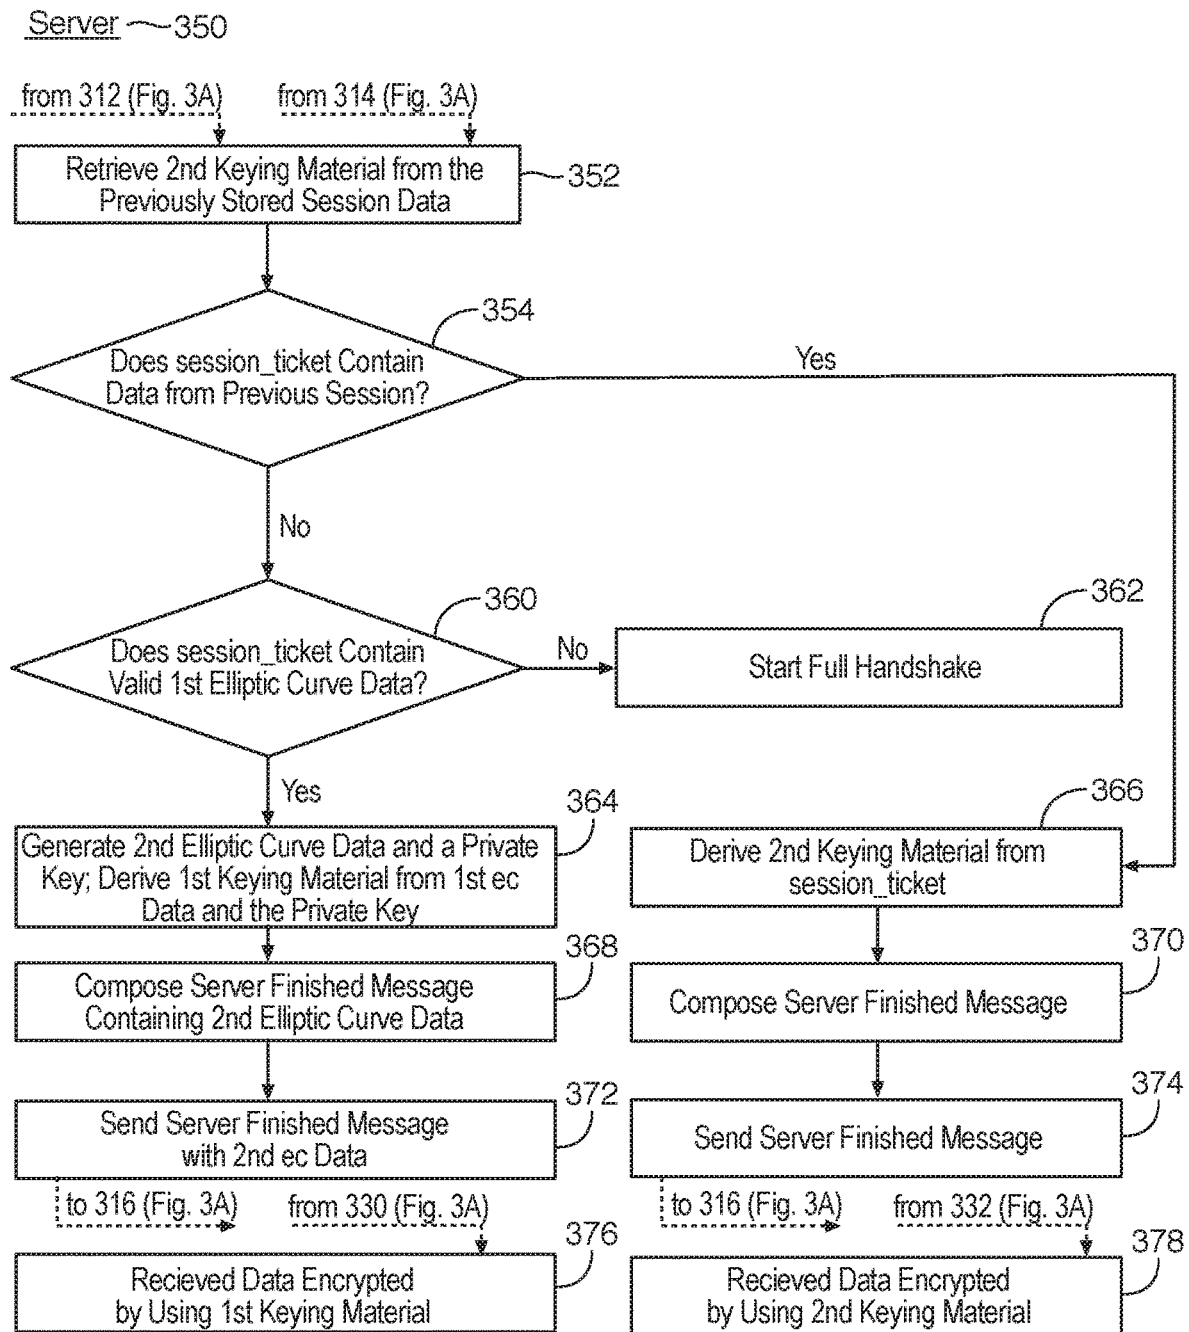 Server 350
from 312 (Fig. 3A) from 314 (Fig. 3A)
Retrieve 2nd Keying Material from the
Previously Stored Session Data
352
354
Does session_ticket Contain
Data from Previous Session?
Yes
No
360
Does session_ticket Contain
Valid 1st Elliptic Curve Data?
No
362
Start Full Handshake
Yes
364
Generate 2nd Elliptic Curve Data and a Private
Key; Derive 1st Keying Material from 1st ec
Data and the Private Key
366
Derive 2nd Keying Material from
session_ticket
368
Compose Server Finished Message
Containing 2nd Elliptic Curve Data
370
Compose Server Finished Message
372
Send Server Finished Message
with 2nd ec Data
374
Send Server Finished Message
to 316 (Fig. 3A) from 330 (Fig. 3A)
to 316 (Fig. 3A) from 332 (Fig. 3A)
376
Recieved Data Encrypted
by Using 1st Keying Material
378
Recieved Data Encrypted
by Using 2nd Keying Material